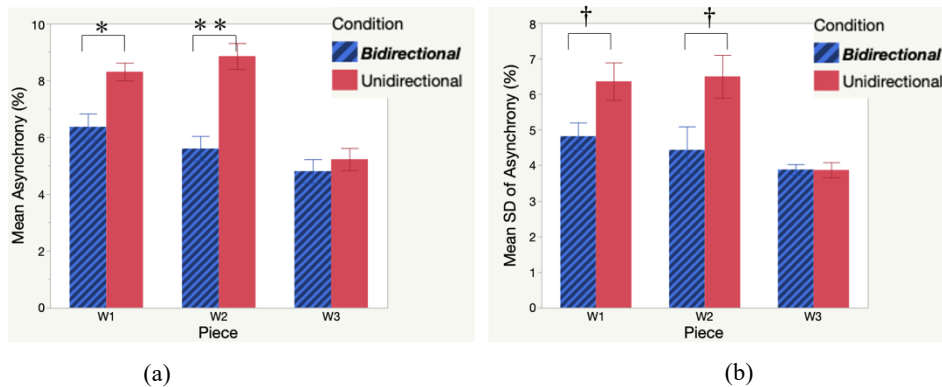 Mean Asynchrony (%)
10
8
6
4
2
0
*
**
Condition
Bidirectional
Unidirectional
W1
W2
W3
Piece
(a)
Mean SD of Asynchrony (%)
8
7
6
5
4
3
2
1
0
†
†
Condition
Bidirectional
Unidirectional
W1
W2
W3
Piece
(b)